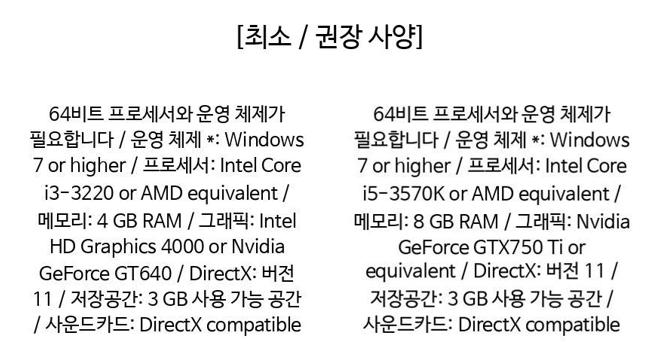 [최소 / 권장 사양]
64비트 프로세서와 운영 체제가
필요합니다 / 운영 체제 *: Windows
7 or higher / 프로세서: Intel Core
i3-3220 or AMD equivalent /
메모리: 4 GB RAM / 그래픽: Intel
HD Graphics 4000 or Nvidia
GeForce GT640 / DirectX: 버전
11 / 저장공간: 3 GB 사용 가능 공간
/ 사운드카드: DirectX compatible
64비트 프로세서와 운영 체제가
필요합니다 / 운영 체제 *: Windows
7 or higher / 프로세서: Intel Core
i5-3570K or AMD equivalent /
메모리: 8 GB RAM / 그래픽: Nvidia
GeForce GTX750 Ti or
equivalent / DirectX: 버전 11 /
저장공간: 3 GB 사용 가능 공간 /
사운드카드: DirectX compatible